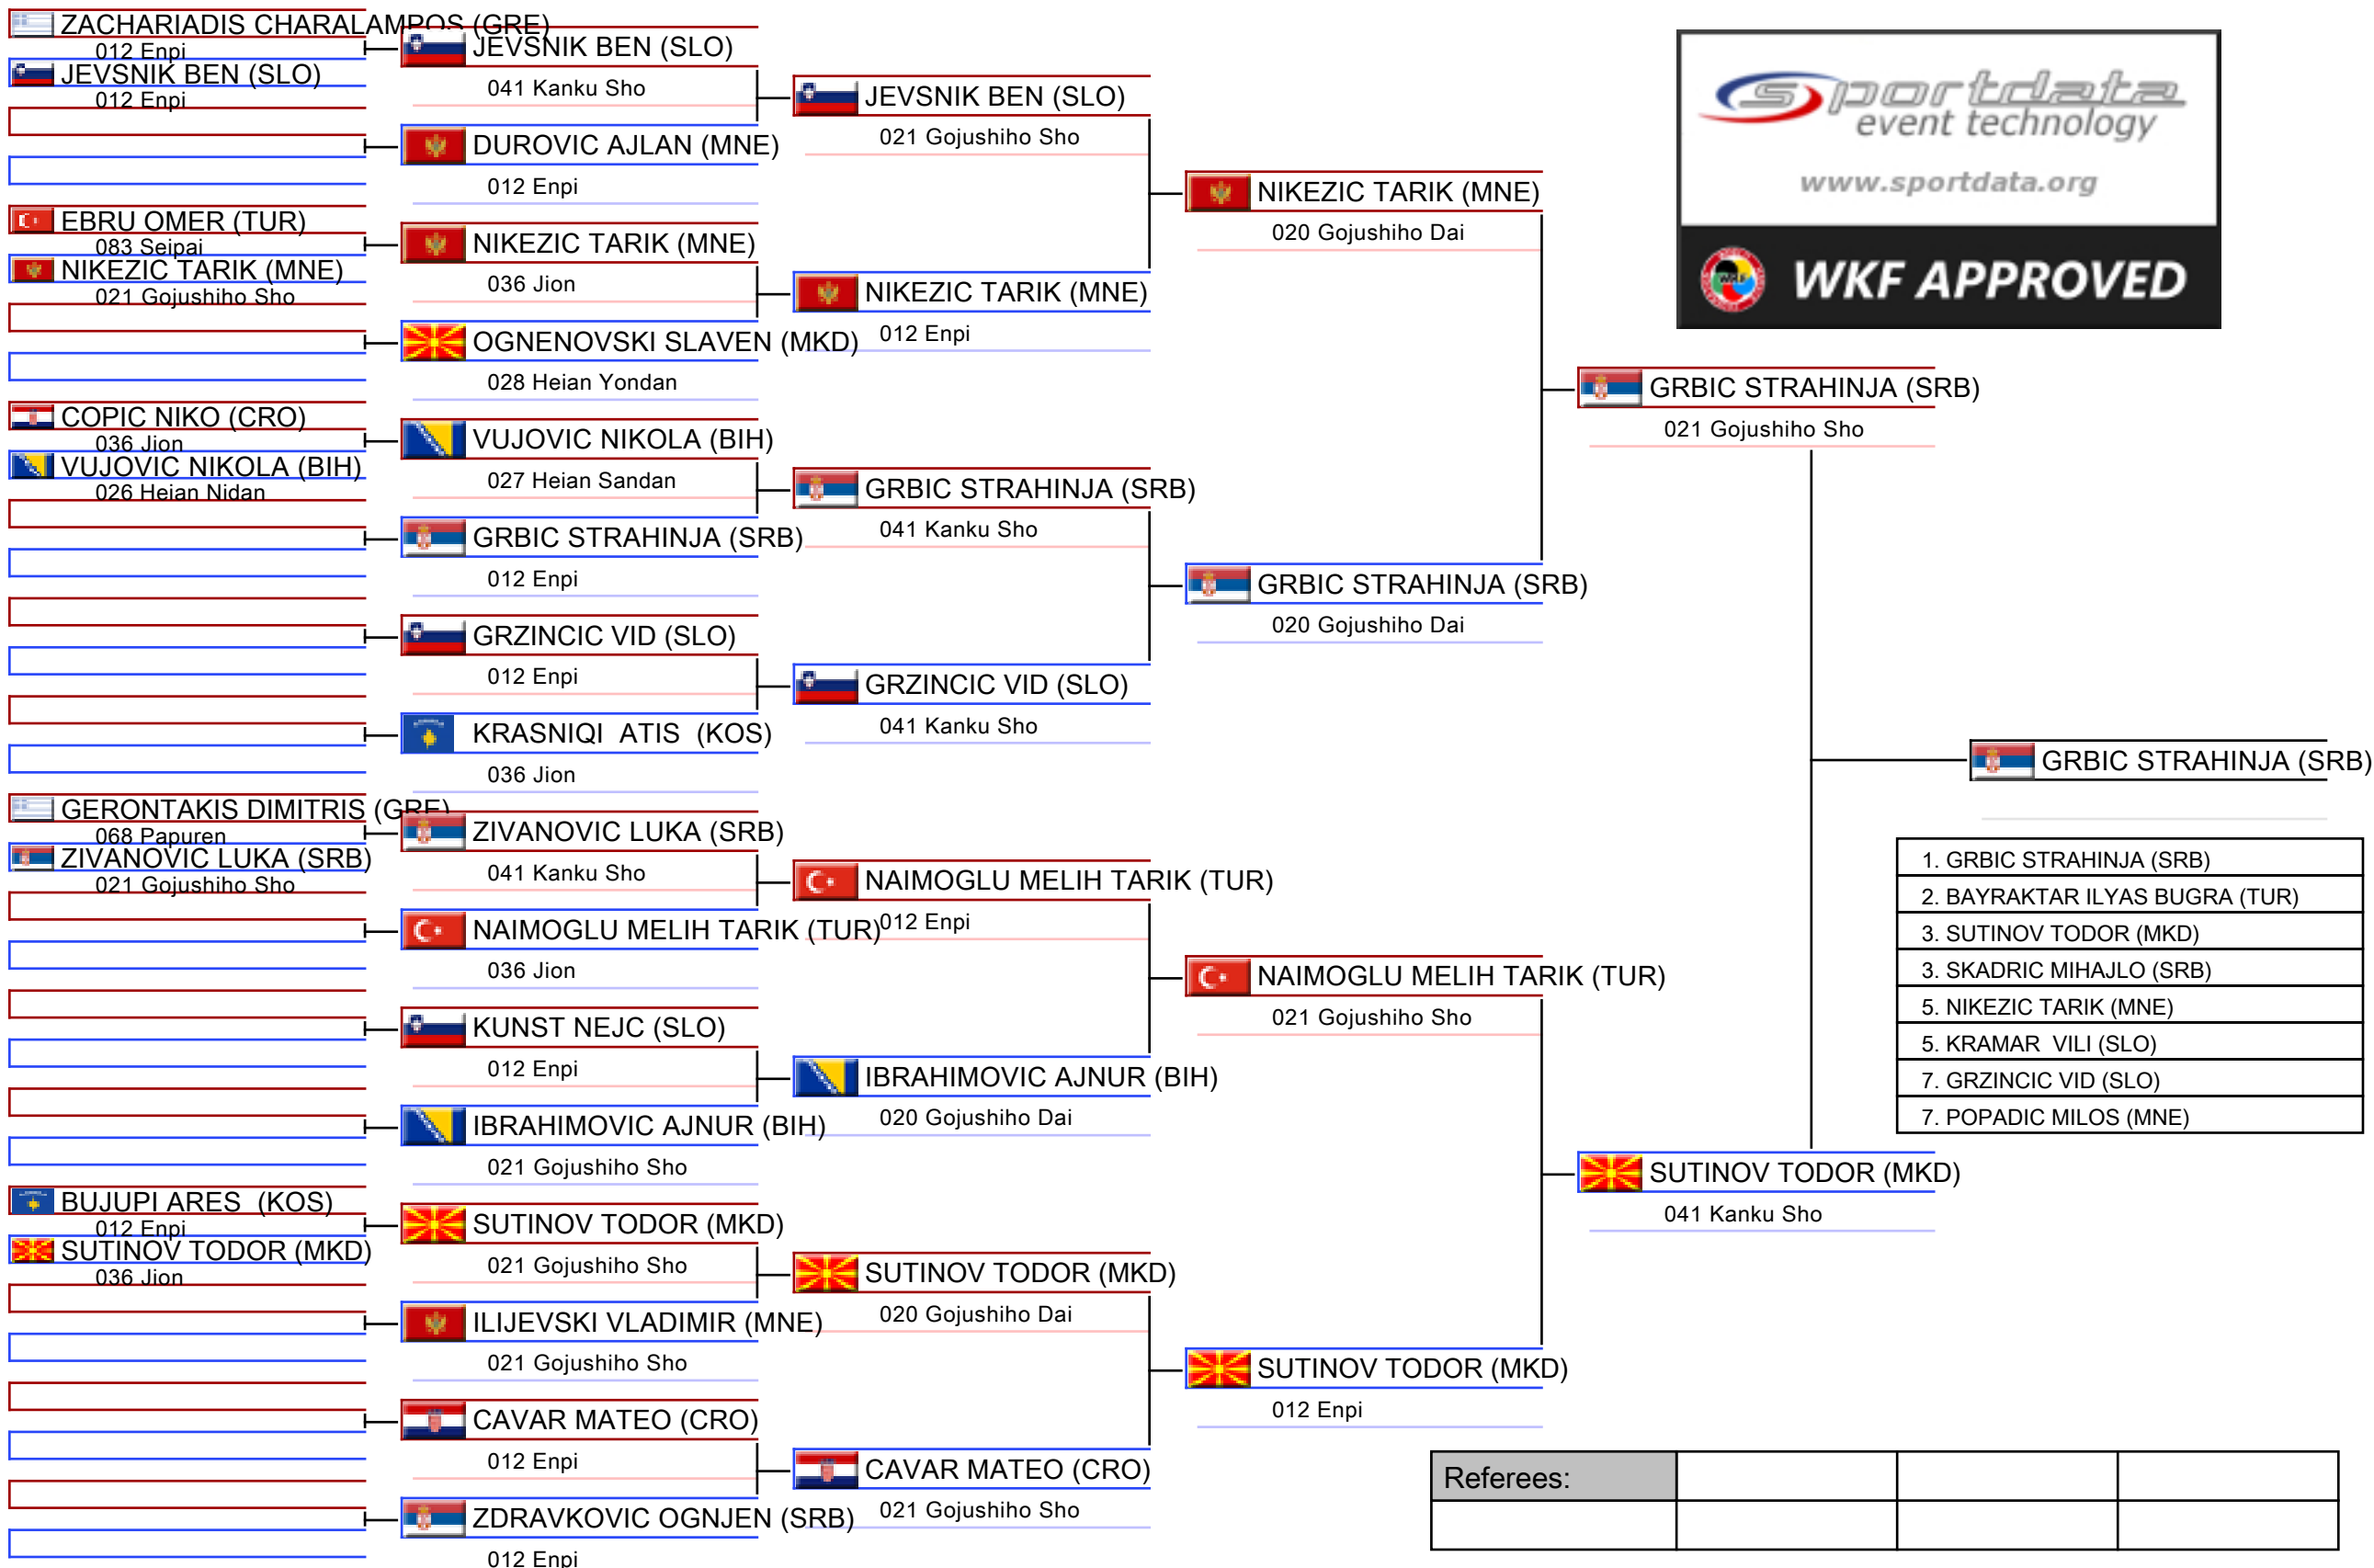 ZACHARIADIS CHARALAMPOS (GRE)
012 Enpi
JEVSNIK BEN (SLO)
012 Enpi
EBRU OMER (TUR)
083 Seipai
NIKEZIC TARIK (MNE)
021 Gojushiho Sho
COPIC NIKO (CRO)
036 Jion
VUJOVIC NIKOLA (BIH)
026 Heian Nidan
GERONTAKIS DIMITRIS (GRE)
068 Papuren
ZIVANOVIC LUKA (SRB)
021 Gojushiho Sho
BUJUPI ARES (KOS)
012 Enpi
SUTINOV TODOR (MKD)
036 Jion
JEVSNIK BEN (SLO)
041 Kanku Sho
DUROVIC AJLAN (MNE)
012 Enpi
NIKEZIC TARIK (MNE)
036 Jion
OGNENOVSKI SLAVEN (MKD)
028 Heian Yondan
VUJOVIC NIKOLA (BIH)
027 Heian Sandan
GRBIC STRAHINJA (SRB)
012 Enpi
GRZINCIC VID (SLO)
012 Enpi
KRASNIQI ATIS (KOS)
036 Jion
ZIVANOVIC LUKA (SRB)
041 Kanku Sho
NAIMOGLU MELIH TARIK (TUR)
036 Jion
KUNST NEJC (SLO)
012 Enpi
IBRAHIMOVIC AJNUR (BIH)
021 Gojushiho Sho
SUTINOV TODOR (MKD)
021 Gojushiho Sho
ILIJEVSKI VLADIMIR (MNE)
021 Gojushiho Sho
CAVAR MATEO (CRO)
012 Enpi
ZDRAVKOVIC OGNJEN (SRB)
012 Enpi
JEVSNIK BEN (SLO)
021 Gojushiho Sho
NIKEZIC TARIK (MNE)
012 Enpi
GRBIC STRAHINJA (SRB)
041 Kanku Sho
GRZINCIC VID (SLO)
041 Kanku Sho
NAIMOGLU MELIH TARIK (TUR)
012 Enpi
IBRAHIMOVIC AJNUR (BIH)
020 Gojushiho Dai
SUTINOV TODOR (MKD)
020 Gojushiho Dai
CAVAR MATEO (CRO)
021 Gojushiho Sho
NIKEZIC TARIK (MNE)
020 Gojushiho Dai
GRBIC STRAHINJA (SRB)
020 Gojushiho Dai
NAIMOGLU MELIH TARIK (TUR)
021 Gojushiho Sho
SUTINOV TODOR (MKD)
012 Enpi
GRBIC STRAHINJA (SRB)
021 Gojushiho Sho
SUTINOV TODOR (MKD)
041 Kanku Sho
GRBIC STRAHINJA (SRB)
sportdata
event technology
www.sportdata.org
WKF APPROVED
1. GRBIC STRAHINJA (SRB)
2. BAYRAKTAR ILYAS BUGRA (TUR)
3. SUTINOV TODOR (MKD)
3. SKADRIC MIHAJLO (SRB)
5. NIKEZIC TARIK (MNE)
5. KRAMAR VILI (SLO)
7. GRZINCIC VID (SLO)
7. POPADIC MILOS (MNE)
Referees: